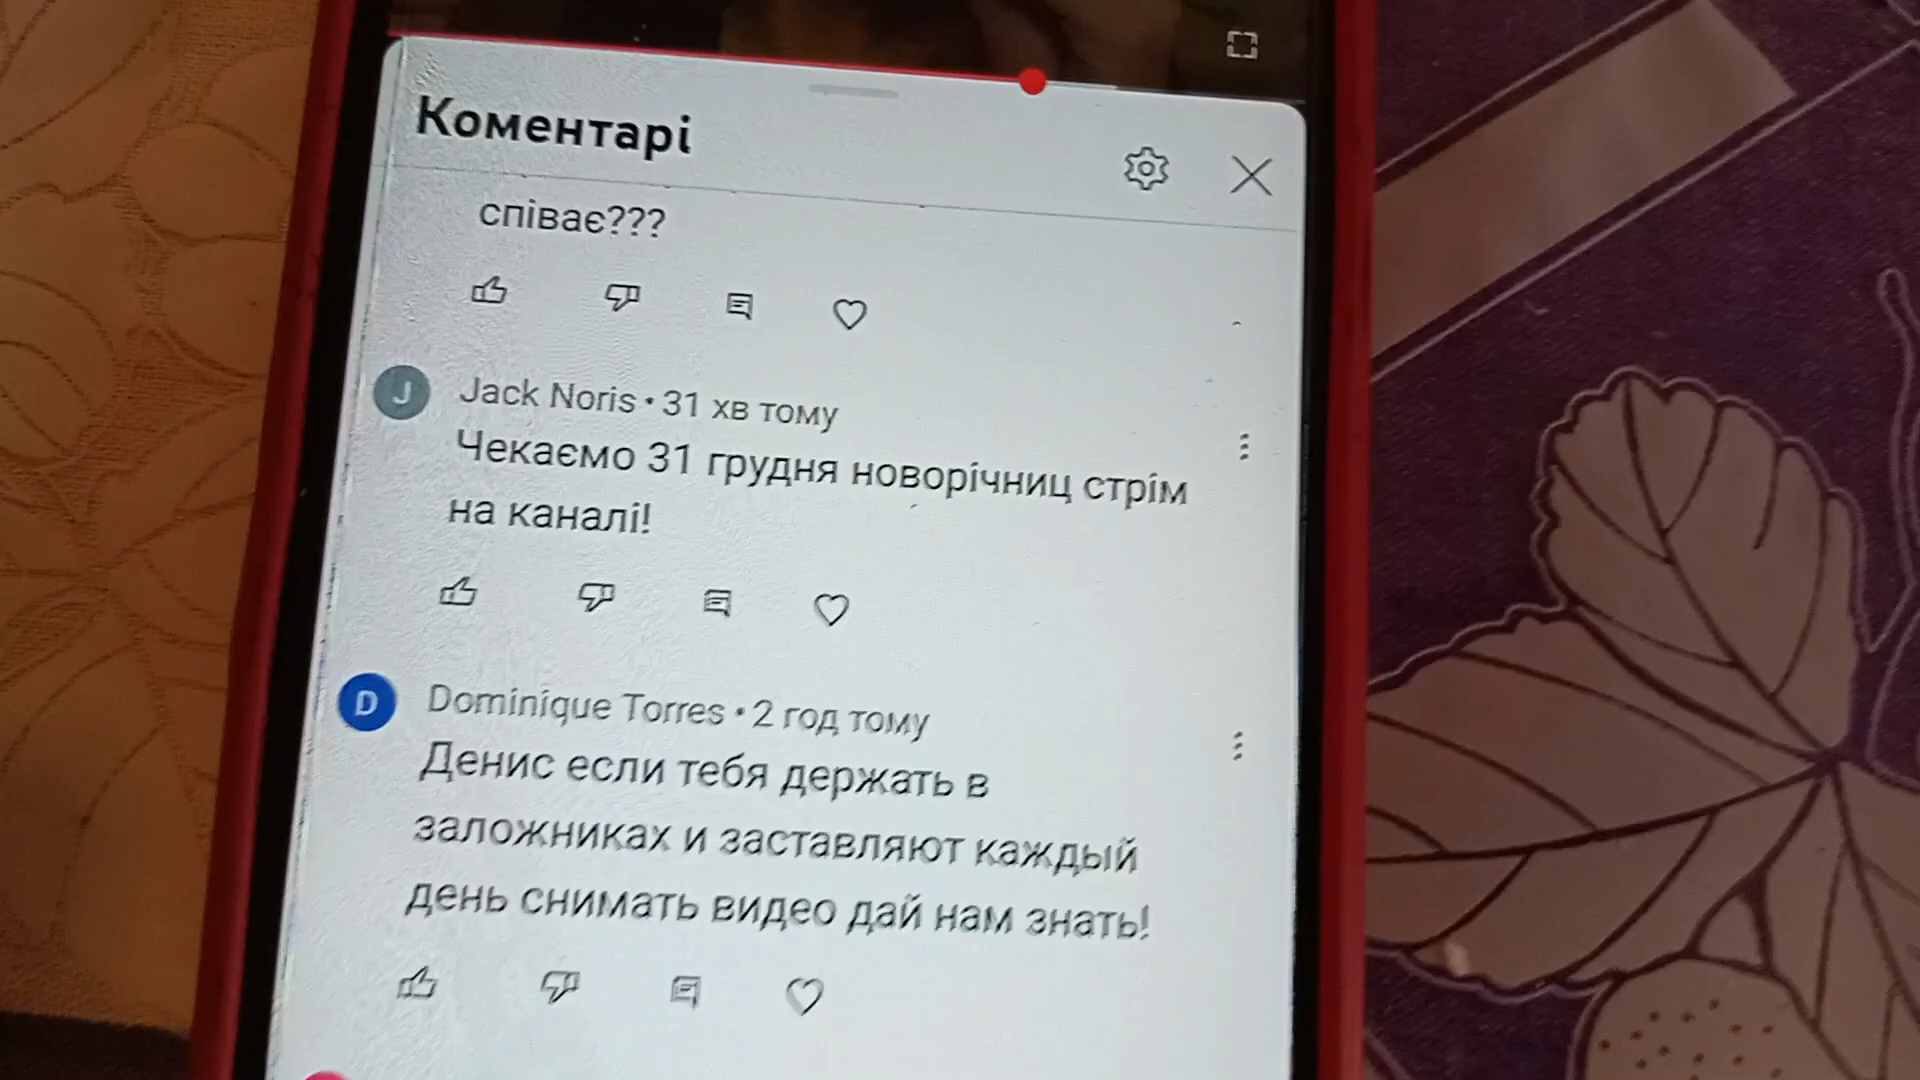 Коментарі
співає???
J
Jack Noris • 31 хв тому
Чекаємо 31 грудня новорічниц стрім
на каналі!
D
Dominique Torres • 2 год тому
Денис если тебя держать в
заложниках и заставляют каждый
день снимать видео дай нам знать!